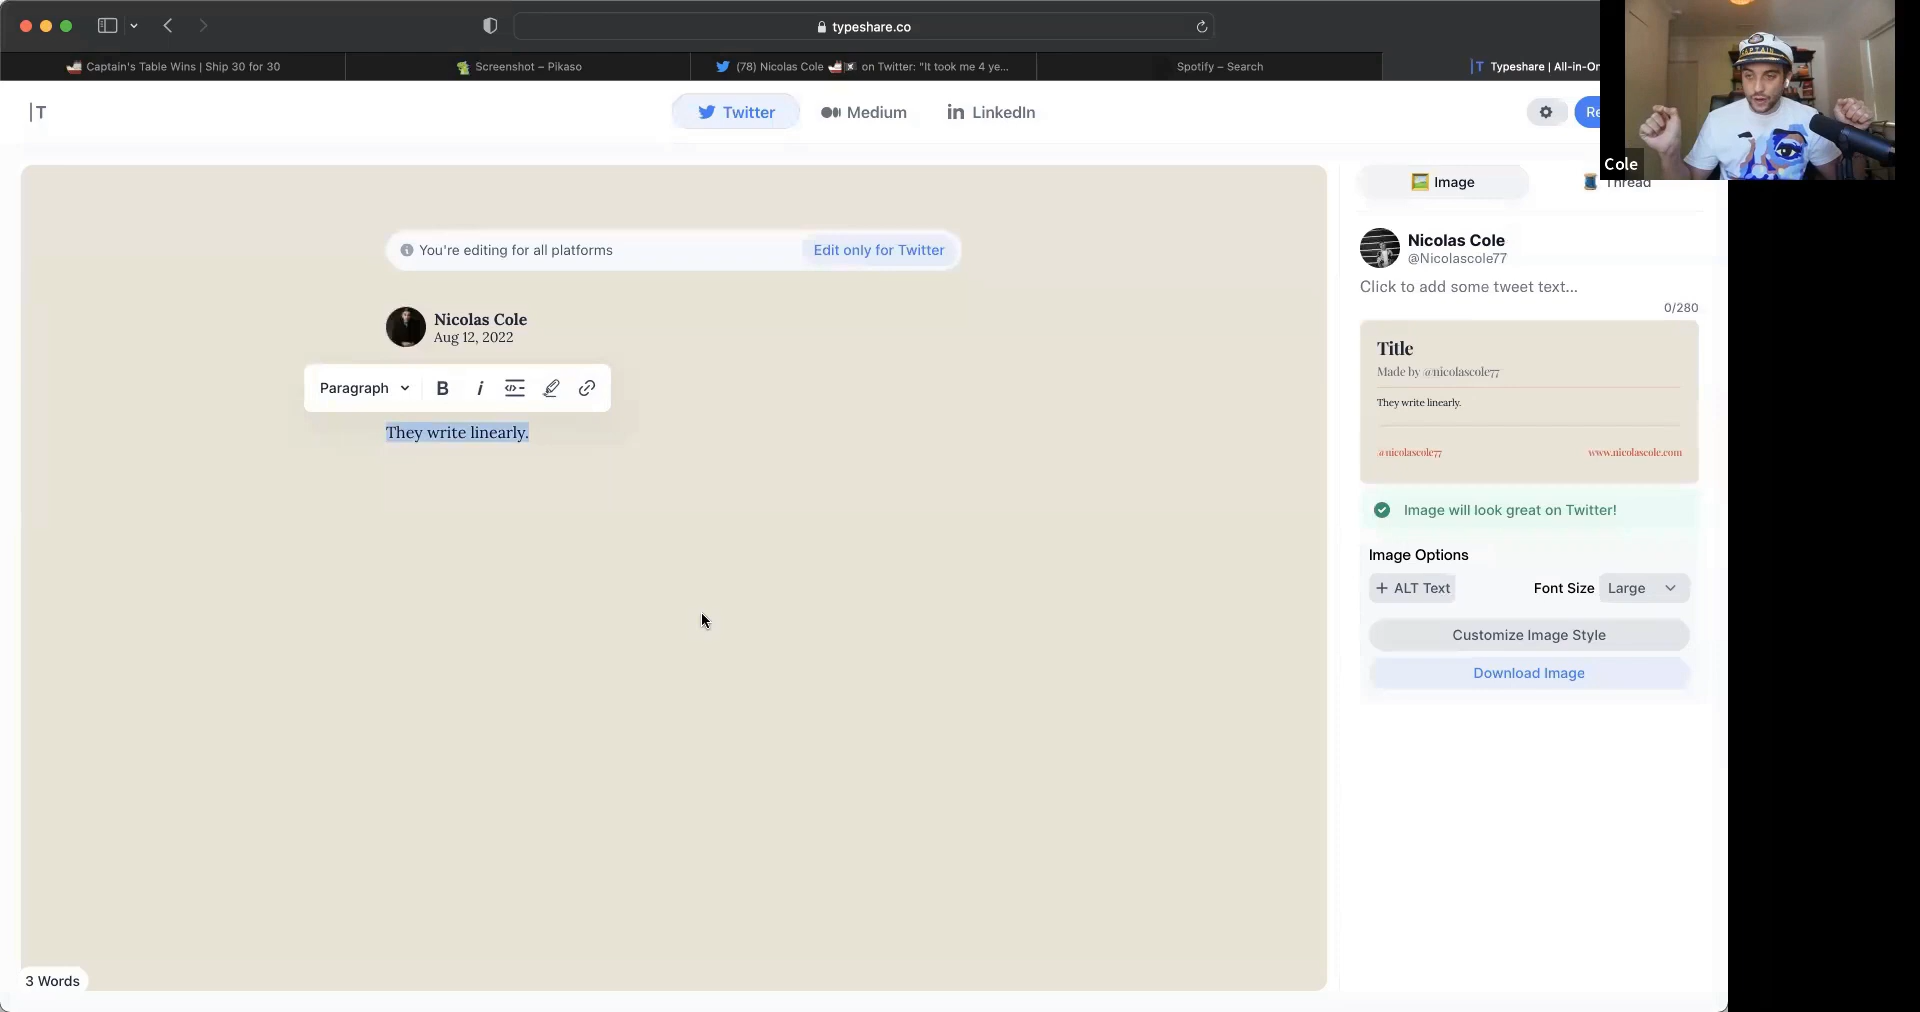 typeshare.co
Captain's Table Wins | Ship 30 for 30
Screenshot – Pikaso
(78) Nicolas Cole on Twitter: "It took me 4 ye...
Spotify – Search
Typeshare | All-in-On
CAPTAIN
|T
Twitter
Medium
LinkedIn
Re
Cole
Image
Thread
You're editing for all platforms
Edit only for Twitter
Nicolas Cole
Aug 12, 2022
Paragraph
B
i
They write linearly.
3 Words
Nicolas Cole
@Nicolascole77
Click to add some tweet text...
0/280
Title
Made by @nicolascole77
They write linearly.
@nicolascole77
www.nicolascole.com
Image will look great on Twitter!
Image Options
+ ALT Text
Font Size
Large
Customize Image Style
Download Image